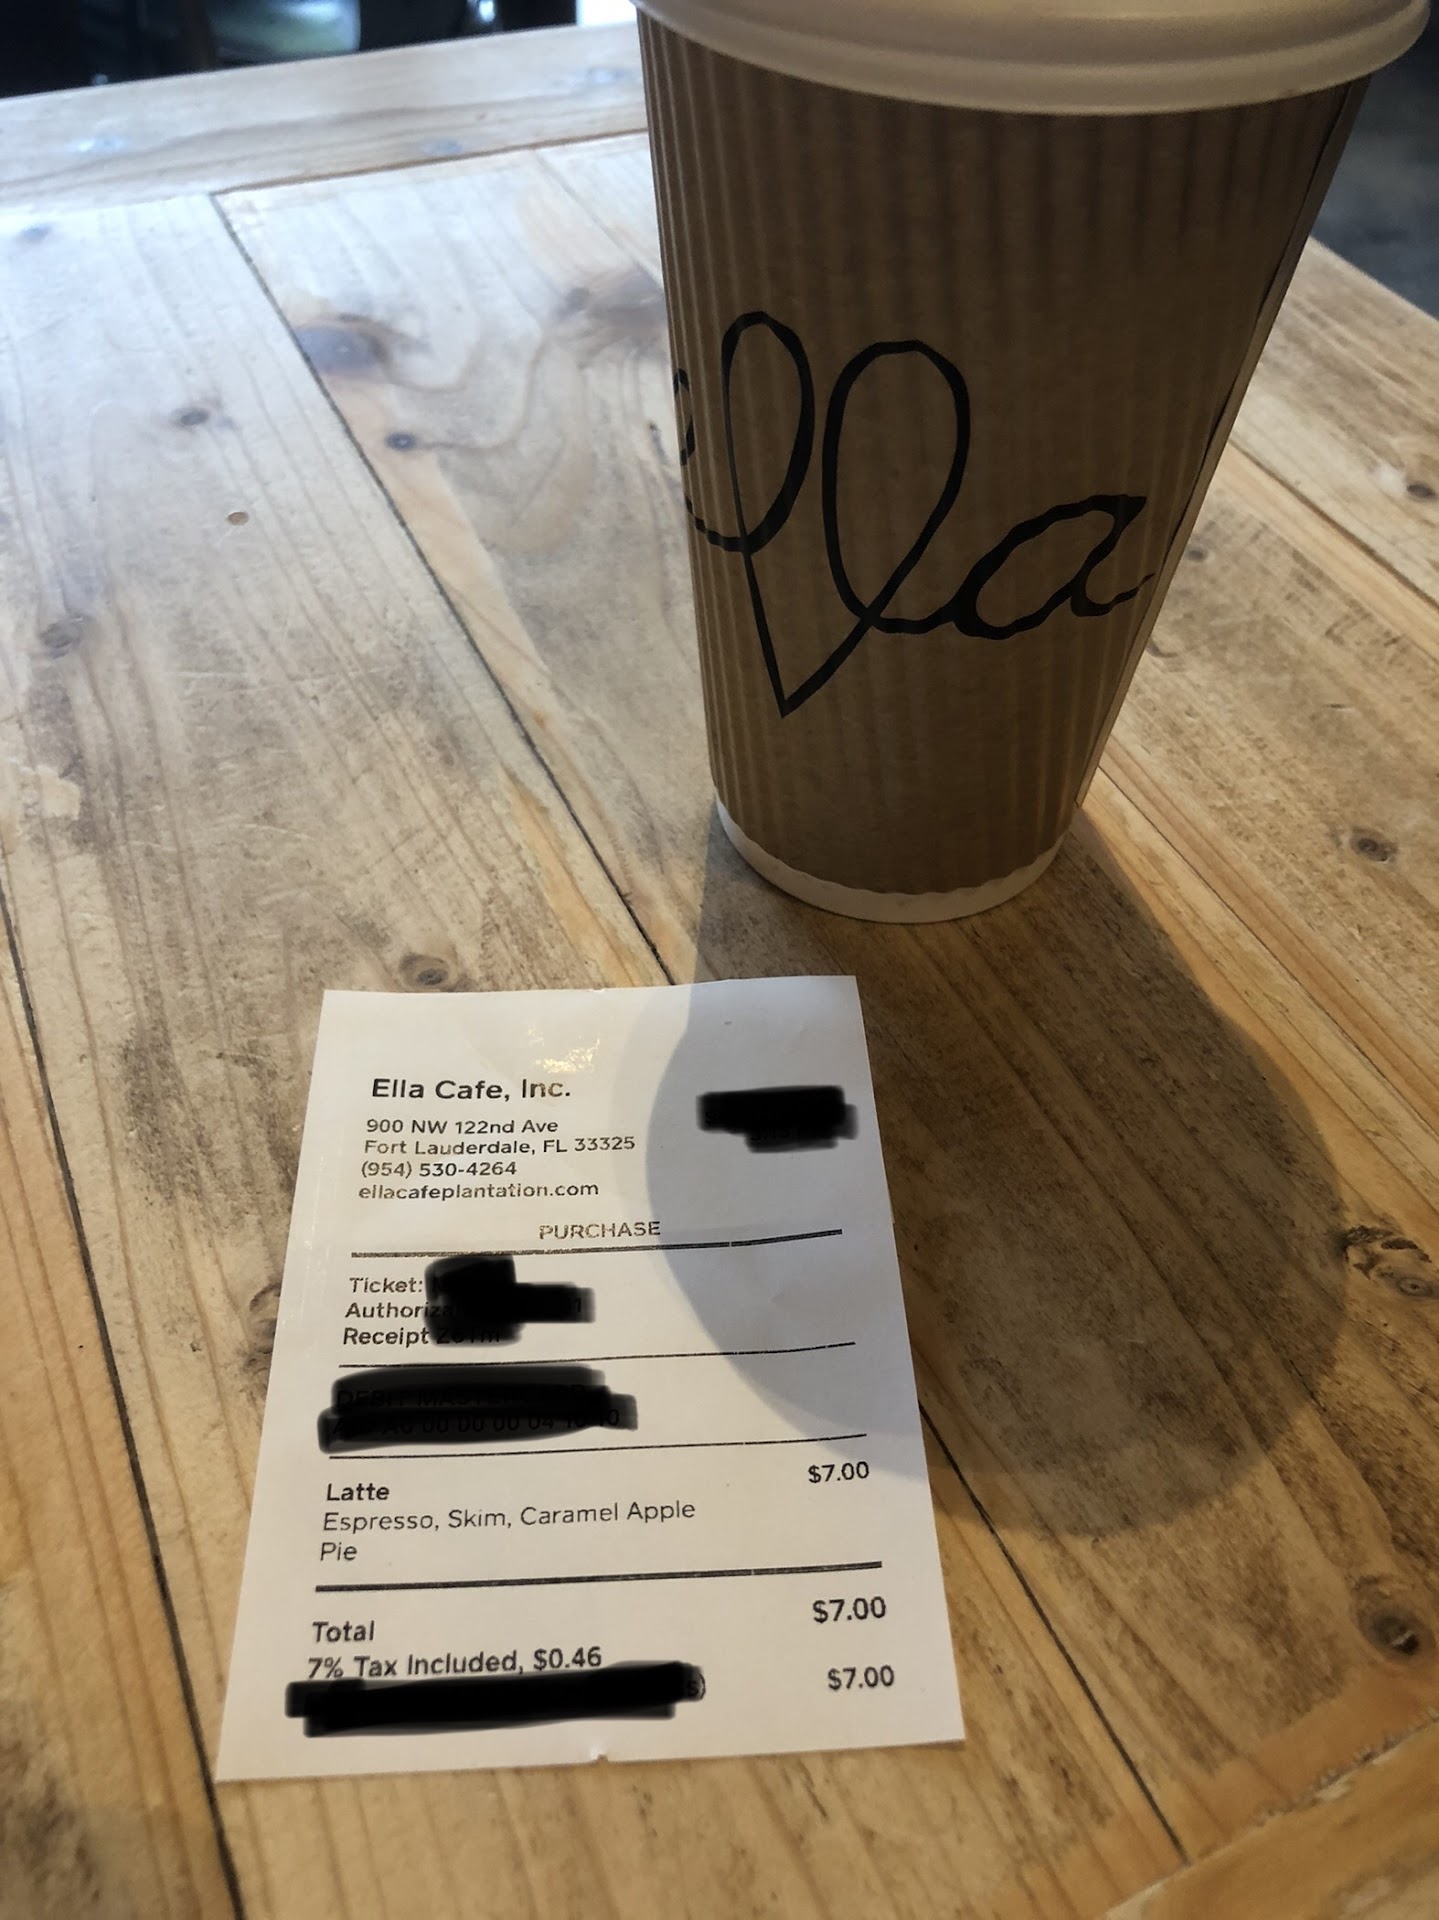 ella
Ella Cafe, Inc.
900 NW 122nd Ave
Fort Lauderdale, FL 33325
(954) 530-4264
ellacafeplantation.com
PURCHASE
Ticket:
Receipt
Latte $7.00
Espresso, Skim, Caramel Apple
Pie
Total $7.00
7% Tax Included, $0.46
$7.00